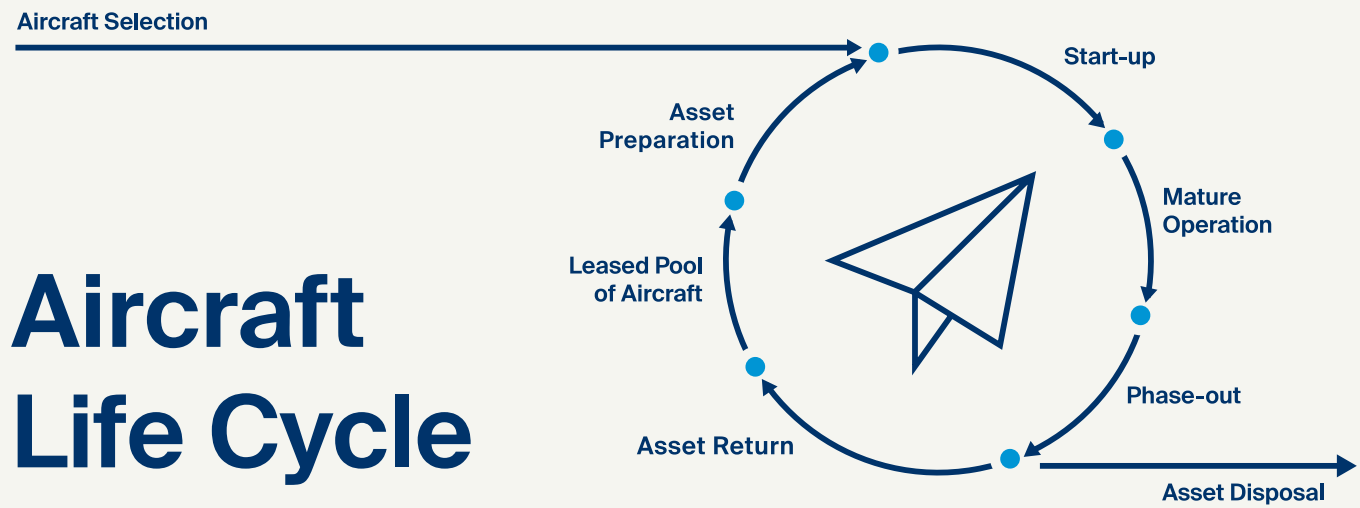 Aircraft Selection
Start-up
Asset
Preparation
Mature
Operation
Leased Pool
of Aircraft
Aircraft
Life Cycle
Phase-out
Asset Return
Asset Disposal